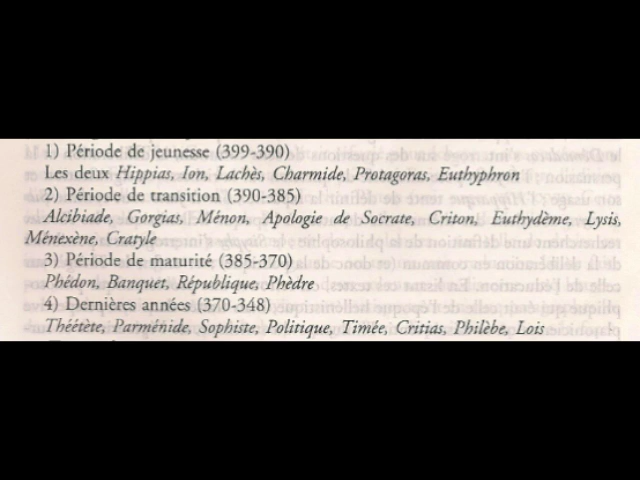 1) Période de jeunesse (399-390)
Les deux Hippias, Ion, Lachès, Charmide, Protagoras, Euthyphron
2) Période de transition (390-385)
Alcibiade, Gorgias, Ménon, Apologie de Socrate, Criton, Euthydème, Lysis,
Ménexène, Cratyle
3) Période de maturité (385-370)
Phédon, Banquet, République, Phèdre
4) Dernières années (370-348)
Théétète, Parménide, Sophiste, Politique, Timée, Critias, Philèbe, Lois